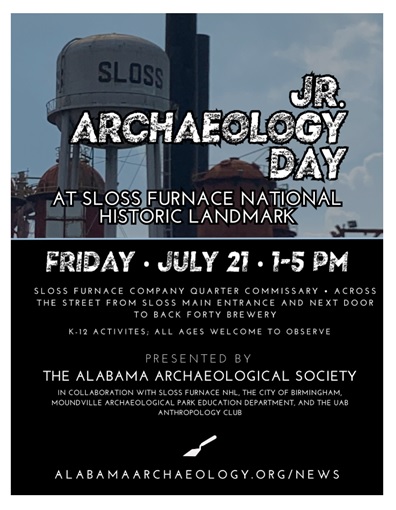 SLOSS
JR.
ARCHAEOLOGY
DAY
AT SLOSS FURNACE NATIONAL
HISTORIC LANDMARK
FRIDAY • JULY 21 • 1-5 PM
SLOSS FURNACE COMPANY QUARTER COMMISSARY • ACROSS
THE STREET FROM SLOSS MAIN ENTRANCE AND NEXT DOOR
TO BACK FORTY BREWERY
K-12 ACTIVITES; ALL AGES WELCOME TO OBSERVE
PRESENTED BY
THE ALABAMA ARCHAEOLOGICAL SOCIETY
IN COLLABORATION WITH SLOSS FURNACE NHL, THE CITY OF BIRMINGHAM,
MOUNDVILLE ARCHAEOLOGICAL PARK EDUCATION DEPARTMENT, AND THE UAB
ANTHROPOLOGY CLUB
ALABAMAARCHAEOLOGY.ORG/NEWS